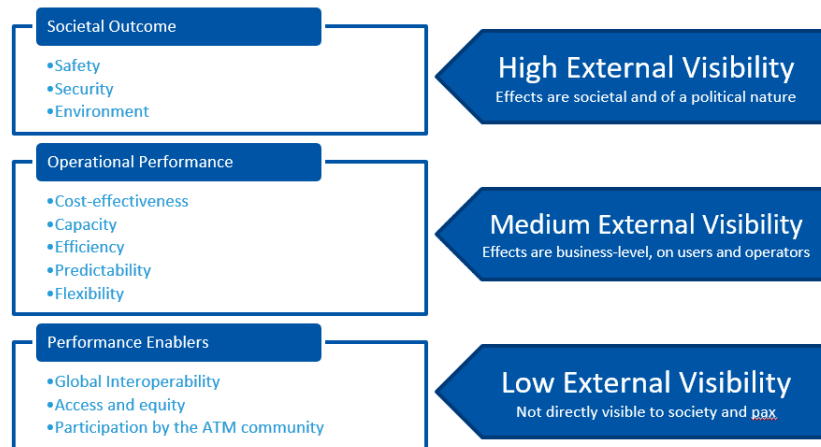 Societal Outcome
•Safety
•Security
•Environment
High External Visibility
Effects are societal and of a political nature
Operational Performance
•Cost-effectiveness
•Capacity
•Efficiency
•Predictability
•Flexibility
Medium External Visibility
Effects are business-level, on users and operators
Performance Enablers
•Global Interoperability
•Access and equity
•Participation by the ATM community
Low External Visibility
Not directly visible to society and pax